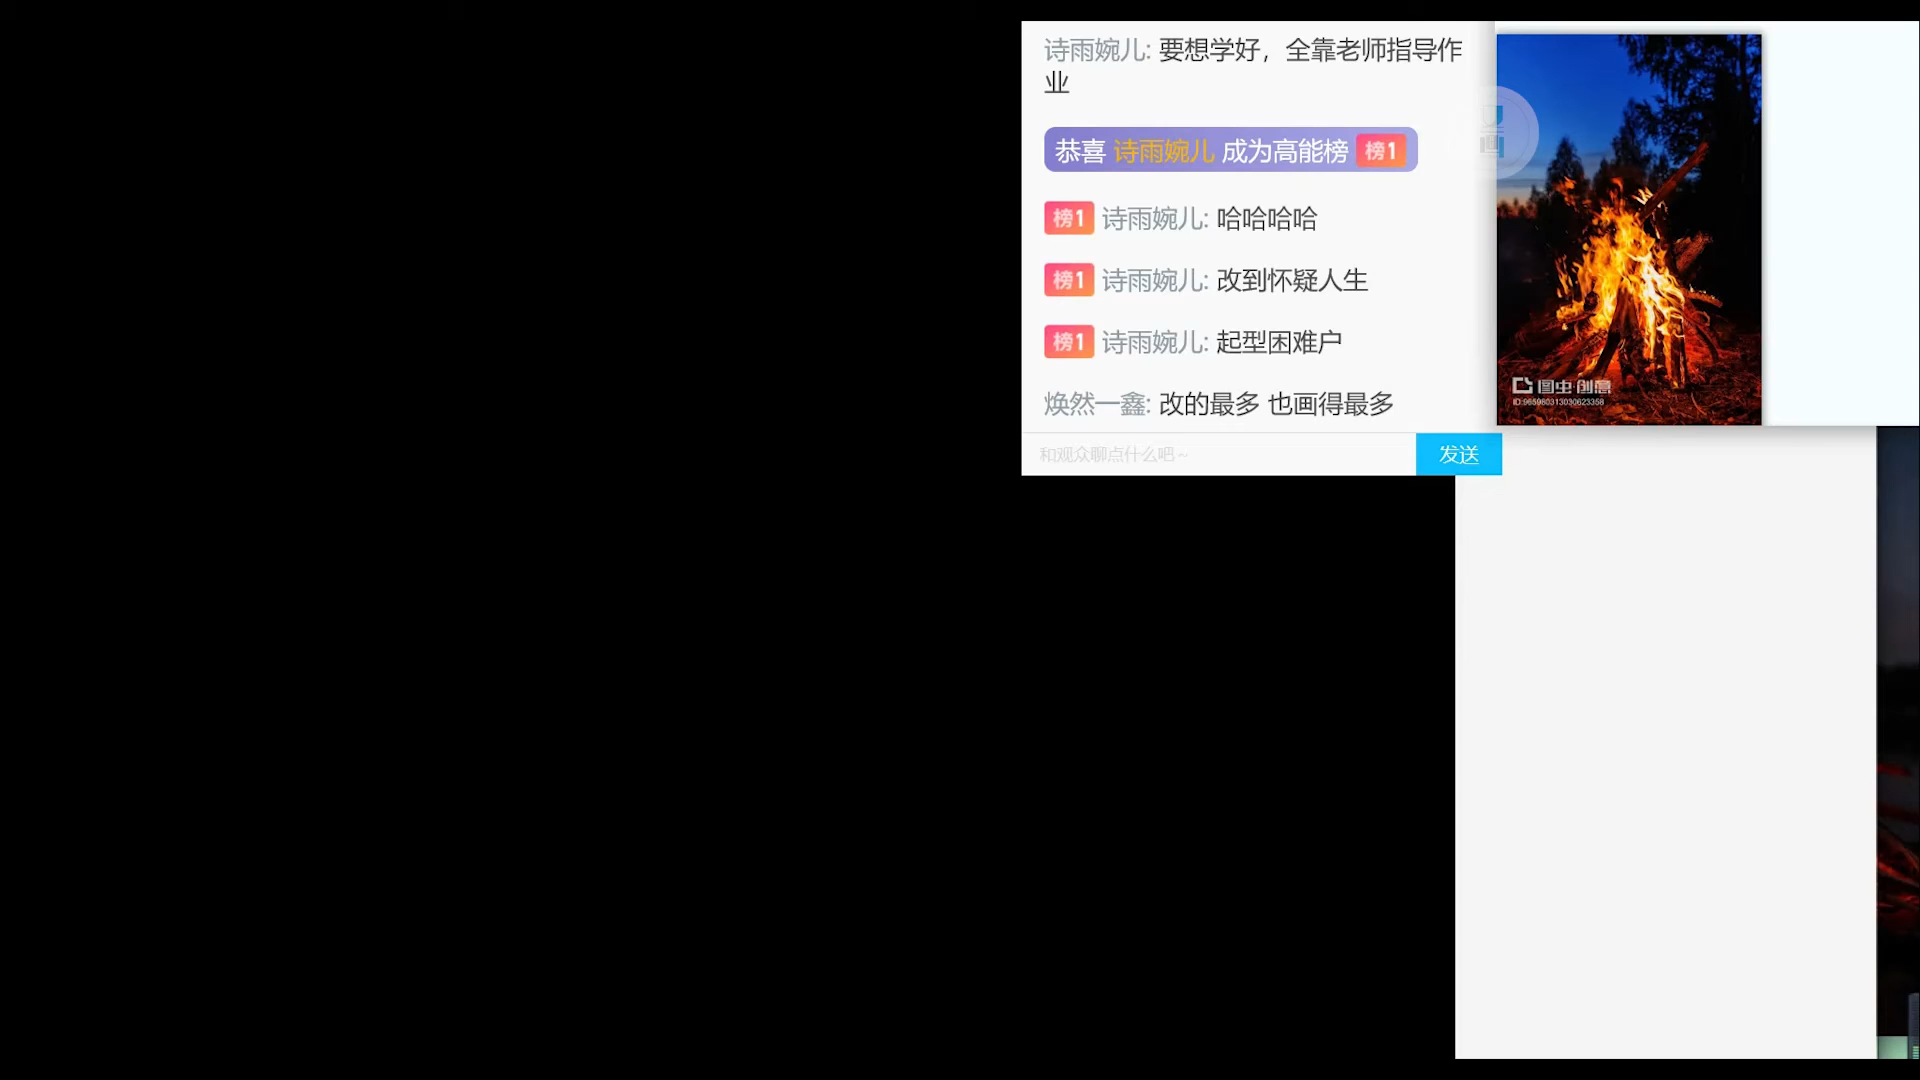 诗雨婉儿: 要想学好，全靠老师指导作
业
恭喜 诗雨婉儿 成为高能榜 榜1
榜1 诗雨婉儿: 哈哈哈哈
榜1 诗雨婉儿: 改到怀疑人生
榜1 诗雨婉儿: 起型困难户
焕然一鑫: 改的最多 也画得最多
和观众聊点什么吧~
发送
图虫·创意